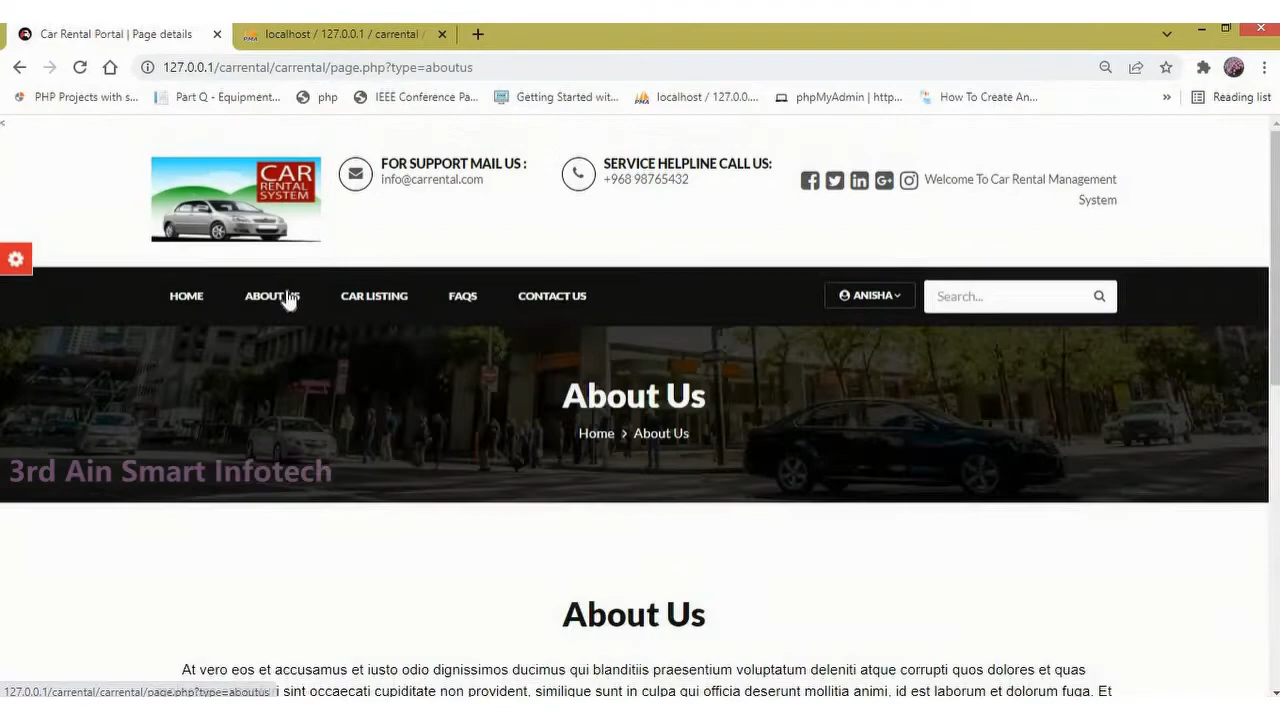 Car Rental Portal | Page details
localhost / 127.0.0.1 / carrental /
127.0.0.1/carrental/carrental/page.php?type=aboutus
PHP Projects with s...
Part Q - Equipment...
php
IEEE Conference Pa...
Getting Started wit...
localhost / 127.0.0....
phpMyAdmin | http...
How To Create An...
»
Reading list
<
CAR
RENTAL
SYSTEM
FOR SUPPORT MAIL US :
info@carrental.com
SERVICE HELPLINE CALL US:
+968 98765432
Welcome To Car Rental Management
System
HOME
ABOUT US
CAR LISTING
FAQS
CONTACT US
ANISHA
Search...
About Us
Home > About Us
3rd Ain Smart Infotech
About Us
At vero eos et accusamus et iusto odio dignissimos ducimus qui blanditiis praesentium voluptatum deleniti atque corrupti quos dolores et quas
127.0.0.1/carrental/carrental/page.php?type=aboutus
i sint occaecati cupiditate non provident, similique sunt in culpa qui officia deserunt mollitia animi, id est laborum et dolorum fuga. Et